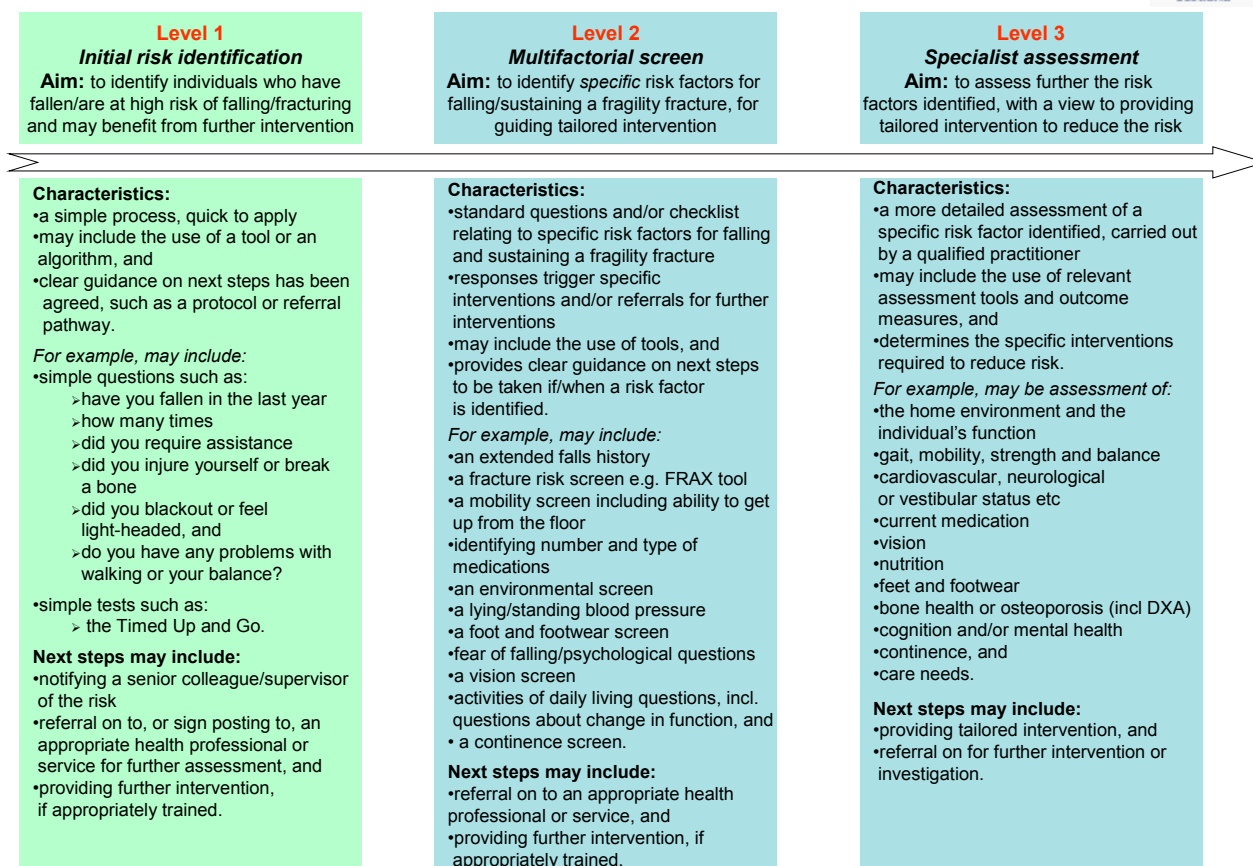 Level 1
Initial risk identification
Aim: to identify individuals who have
fallen/are at high risk of falling/fracturing
and may benefit from further intervention
Level 2
Multifactorial screen
Aim: to identify specific risk factors for
falling/sustaining a fragility fracture, for
guiding tailored intervention
Level 3
Specialist assessment
Aim: to assess further the risk
factors identified, with a view to providing
tailored intervention to reduce the risk
Characteristics:
•a simple process, quick to apply
•may include the use of a tool or an
algorithm, and
•clear guidance on next steps has been
agreed, such as a protocol or referral
pathway.
For example, may include:
•simple questions such as:
➢have you fallen in the last year
➢how many times
➢did you require assistance
➢did you injure yourself or break
a bone
➢did you blackout or feel
light-headed, and
➢do you have any problems with
walking or your balance?
•simple tests such as:
➢ the Timed Up and Go.
Next steps may include:
•notifying a senior colleague/supervisor
of the risk
•referral on to, or sign posting to, an
appropriate health professional or
service for further assessment, and
•providing further intervention,
if appropriately trained.
Characteristics:
•standard questions and/or checklist
relating to specific risk factors for falling
and sustaining a fragility fracture
•responses trigger specific
interventions and/or referrals for further
interventions
•may include the use of tools, and
•provides clear guidance on next steps
to be taken if/when a risk factor
is identified.
For example, may include:
•an extended falls history
•a fracture risk screen e.g. FRAX tool
•a mobility screen including ability to get
up from the floor
•identifying number and type of
medications
•an environmental screen
•a lying/standing blood pressure
•a foot and footwear screen
•fear of falling/psychological questions
•a vision screen
•activities of daily living questions, incl.
questions about change in function, and
• a continence screen.
Next steps may include:
•referral on to an appropriate health
professional or service, and
•providing further intervention, if
appropriately trained.
Characteristics:
•a more detailed assessment of a
specific risk factor identified, carried out
by a qualified practitioner
•may include the use of relevant
assessment tools and outcome
measures, and
•determines the specific interventions
required to reduce risk.
For example, may be assessment of:
•the home environment and the
individual's function
•gait, mobility, strength and balance
•cardiovascular, neurological
or vestibular status etc
•current medication
•vision
•nutrition
•feet and footwear
•bone health or osteoporosis (incl DXA)
•cognition and/or mental health
•continence, and
•care needs.
Next steps may include:
•providing tailored intervention, and
•referral on for further intervention or
investigation.